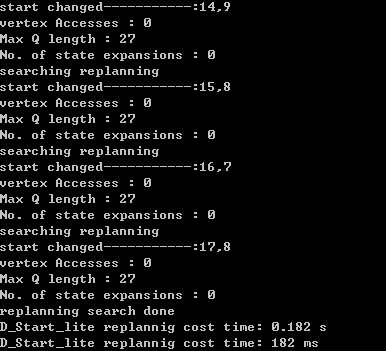 start changed-----------:14,9
vertex Accesses : 0
Max Q length : 27
No. of state expansions : 0
searching replanning
start changed-----------:15,8
vertex Accesses : 0
Max Q length : 27
No. of state expansions : 0
searching replanning
start changed-----------:16,7
vertex Accesses : 0
Max Q length : 27
No. of state expansions : 0
searching replanning
start changed-----------:17,8
vertex Accesses : 0
Max Q length : 27
No. of state expansions : 0
replanning search done
D_Start_lite replannig cost time: 0.182 s
D_Start_lite replannig cost time: 182 ms